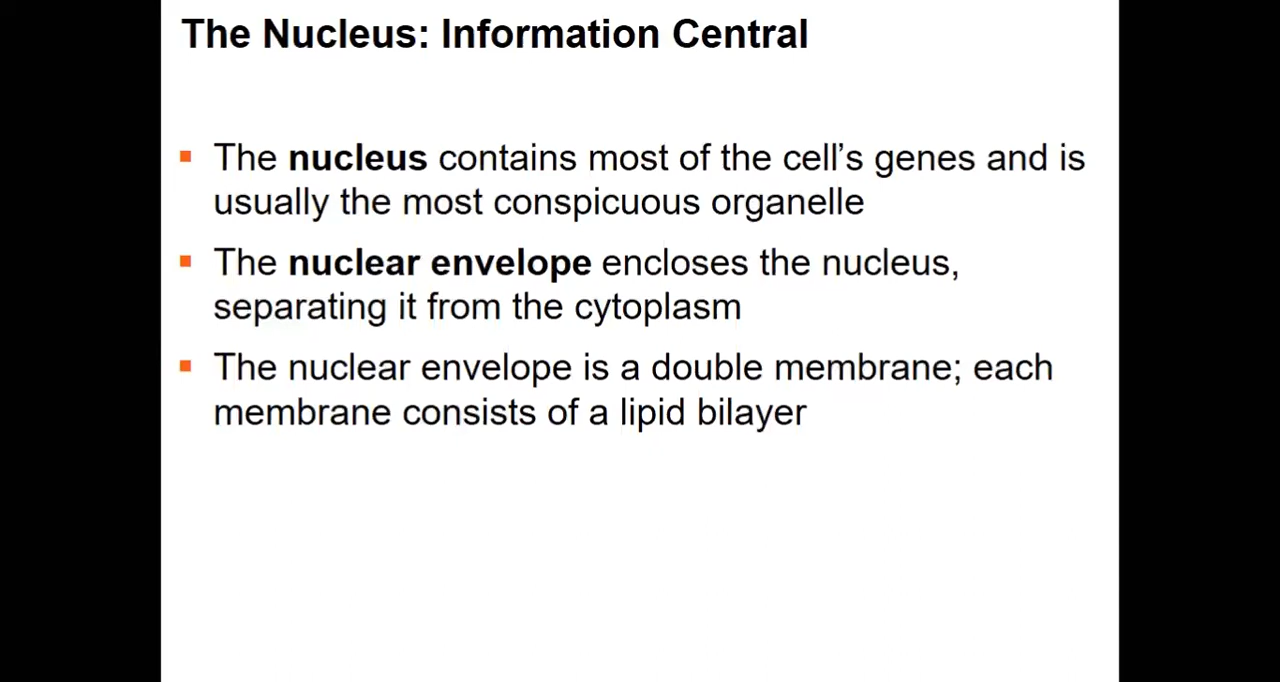 The Nucleus: Information Central
The nucleus contains most of the cell’s genes and is
usually the most conspicuous organelle
The nuclear envelope encloses the nucleus,
separating it from the cytoplasm
The nuclear envelope is a double membrane; each
membrane consists of a lipid bilayer